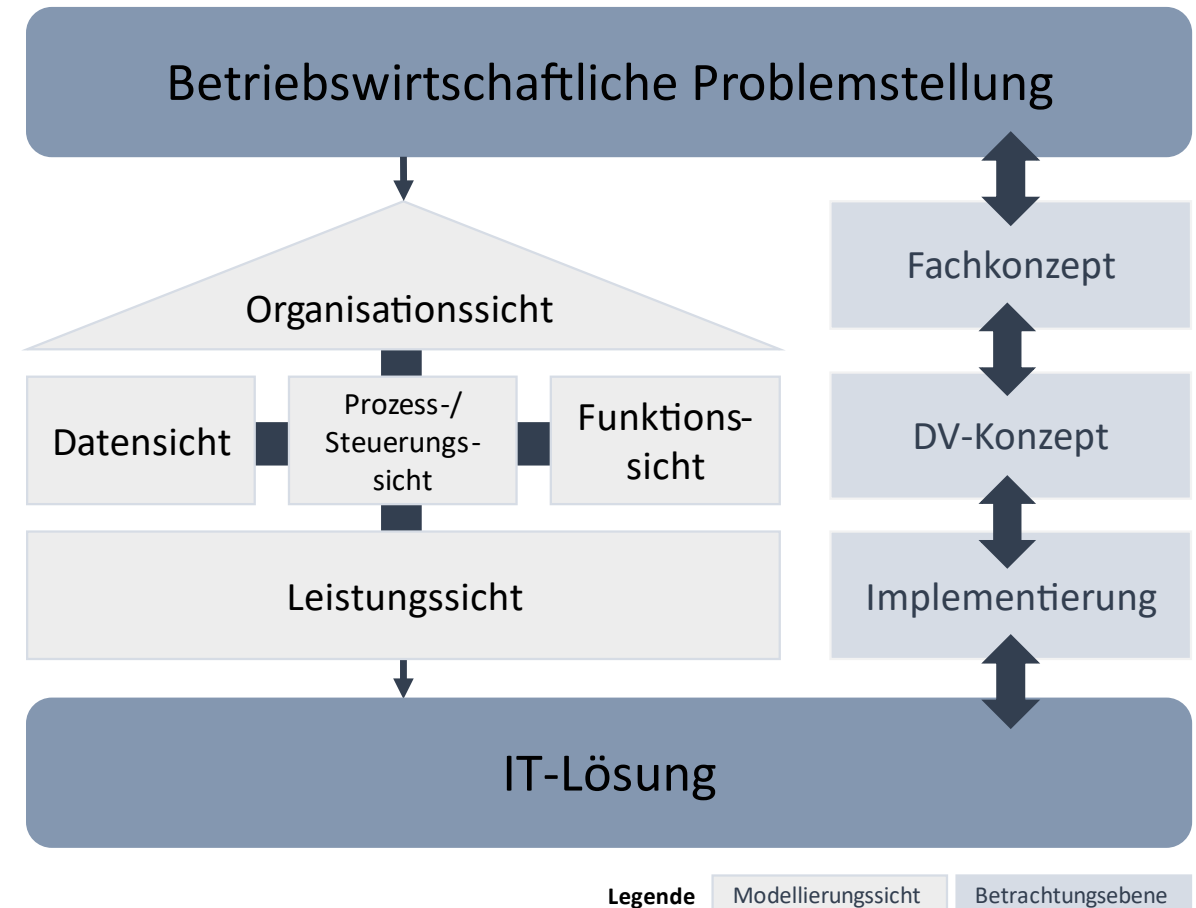 Betriebswirtschaftliche Problemstellung
Organisationssicht
Datensicht
Prozess-/
Steuerungs-
sicht
Funktions-
sicht
Leistungssicht
Fachkonzept
DV-Konzept
Implementierung
IT-Lösung
Legende
Modellierungssicht
Betrachtungsebene